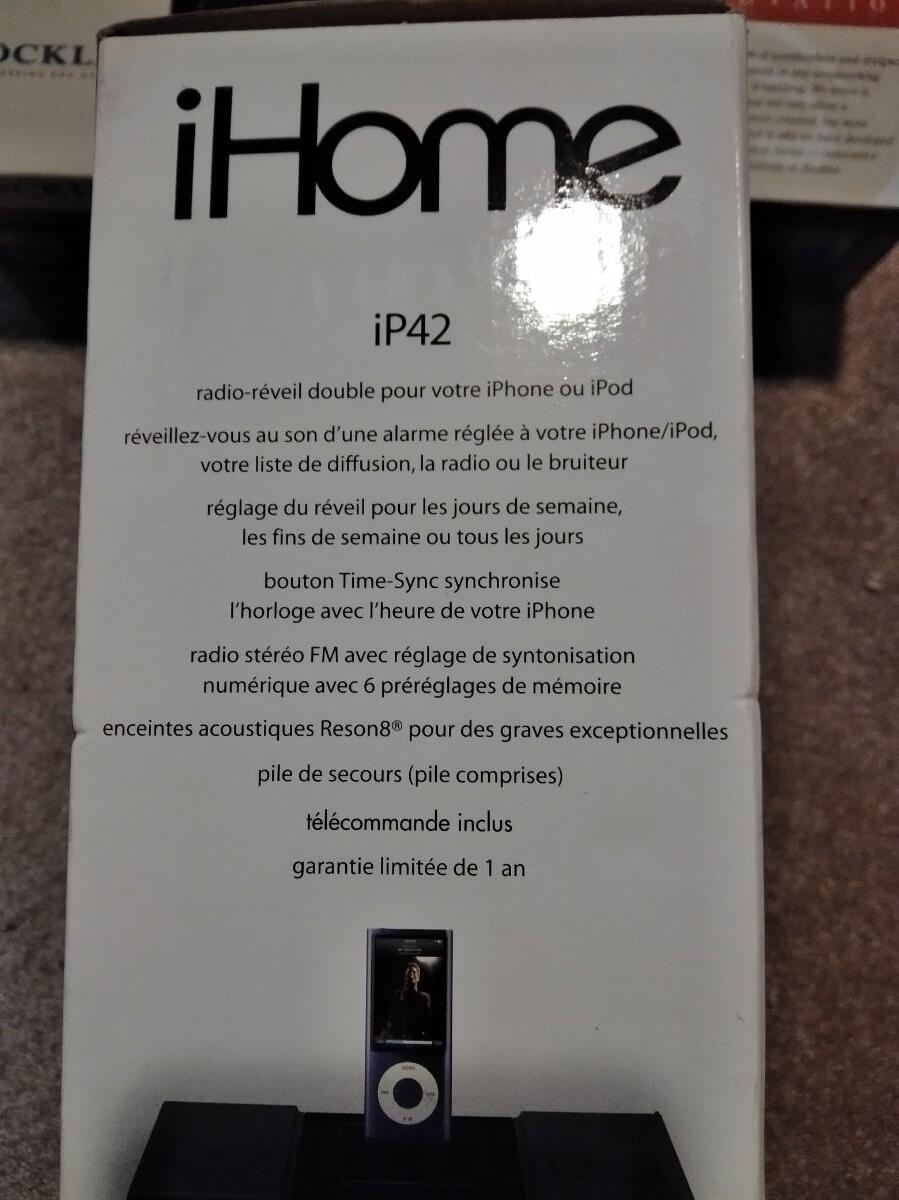 iHome
iP42
radio-réveil double pour votre iPhone ou iPod
réveillez-vous au son d'une alarme réglée à votre iPhone/iPod,
votre liste de diffusion, la radio ou le bruiteur
réglage du réveil pour les jours de semaine,
les fins de semaine ou tous les jours
bouton Time-Sync synchronise
l'horloge avec l'heure de votre iPhone
radio stéréo FM avec réglage de syntonisation
numérique avec 6 préréglages de mémoire
enceintes acoustiques Reson8® pour des graves exceptionnelles
pile de secours (pile comprises)
télécommande inclus
garantie limitée de 1 an
MENU